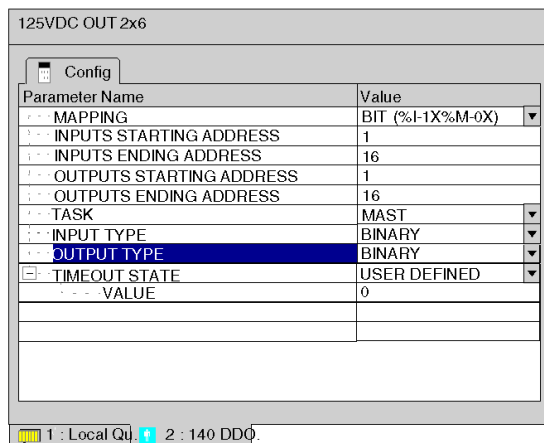 125VDC OUT 2x6
Config
Parameter Name Value
MAPPING BIT (%I-1X%M-0X)
INPUTS STARTING ADDRESS 1
INPUTS ENDING ADDRESS 16
OUTPUTS STARTING ADDRESS 1
OUTPUTS ENDING ADDRESS 16
TASK MAST
INPUT TYPE BINARY
OUTPUT TYPE BINARY
TIMEOUT STATE USER DEFINED
VALUE 0
1 : Local Qu. 2 : 140 DDO.